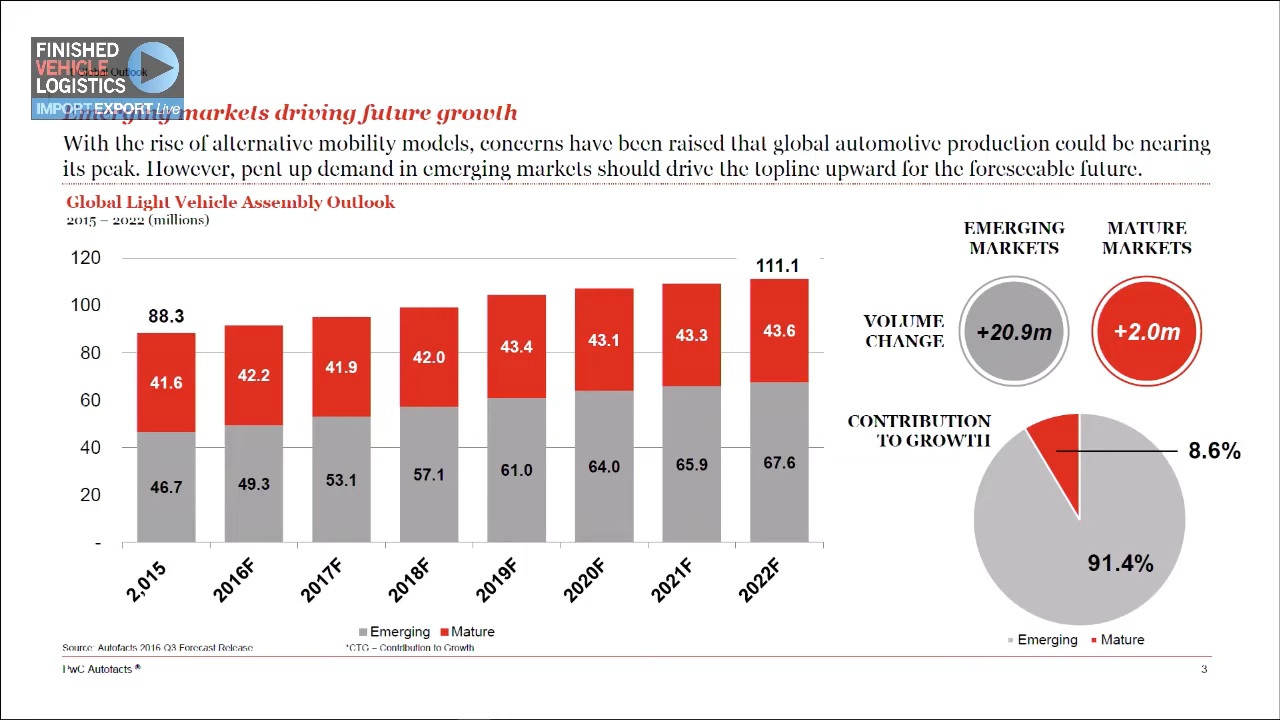 FINISHED
VEHICLE
LOGISTICS
Global Outlook
IMPORT EXPORT Live
Emerging markets driving future growth
With the rise of alternative mobility models, concerns have been raised that global automotive production could be nearing
its peak. However, pent up demand in emerging markets should drive the topline upward for the foreseeable future.
Global Light Vehicle Assembly Outlook
2015 – 2022 (millions)
EMERGING
MARKETS
MATURE
MARKETS
VOLUME
CHANGE
+20.9m
+2.0m
CONTRIBUTION
TO GROWTH
8.6%
91.4%
Emerging Mature
120
100
80
60
40
20
-
88.3
111.1
41.6 42.2 41.9 42.0 43.4 43.1 43.3 43.6
46.7 49.3 53.1 57.1 61.0 64.0 65.9 67.6
2,015 2016F 2017F 2018F 2019F 2020F 2021F 2022F
Emerging Mature
Source: Autofacts 2016 Q3 Forecast Release
*CTG – Contribution to Growth
PwC Autofacts ®
3